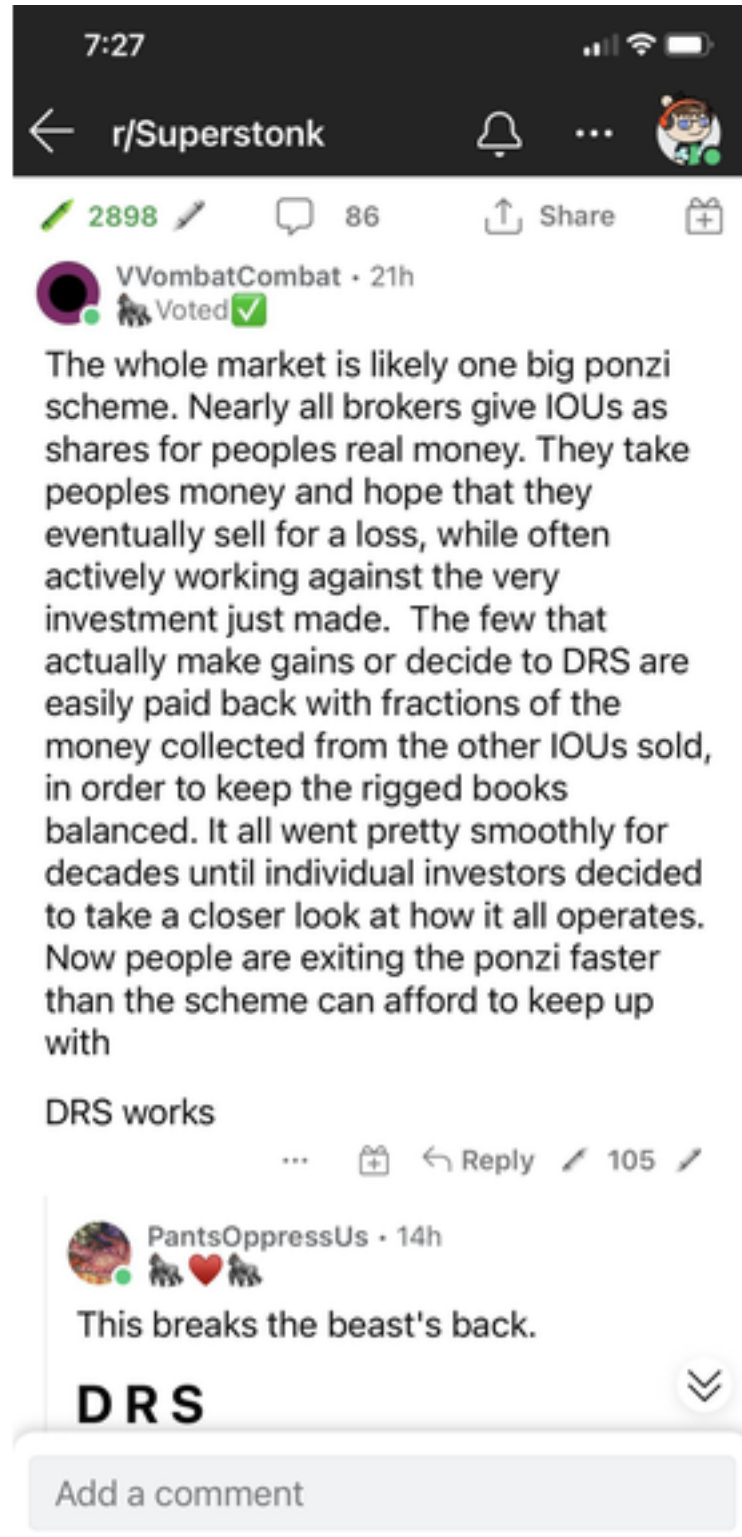 7:27
r/Superstonk
2898 86 Share
VVombatCombat • 21h
🦍Voted✅
The whole market is likely one big ponzi
scheme. Nearly all brokers give IOUs as
shares for peoples real money. They take
peoples money and hope that they
eventually sell for a loss, while often
actively working against the very
investment just made.  The few that
actually make gains or decide to DRS are
easily paid back with fractions of the
money collected from the other IOUs sold,
in order to keep the rigged books
balanced. It all went pretty smoothly for
decades until individual investors decided
to take a closer look at how it all operates.
Now people are exiting the ponzi faster
than the scheme can afford to keep up
with
DRS works
... Reply 105
PantsOppressUs • 14h
🦍❤️🦍
This breaks the beast's back.
D R S
Add a comment